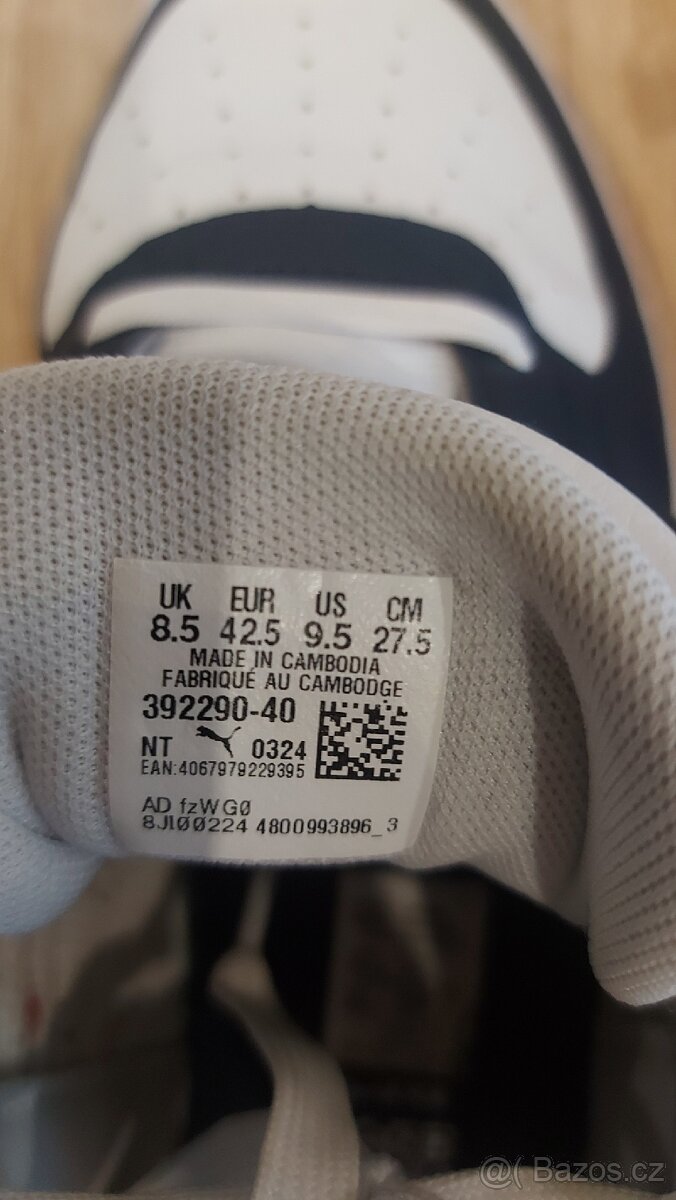 UK EUR US CM
8.5 42.5 9.5 27.5
MADE IN CAMBODIA
FABRIQUÉ AU CAMBODGE
392290-40
NT 0324
EAN:4067979229395
AD fzWG0
8J100224 4800993896_3
@( Bazos.cz